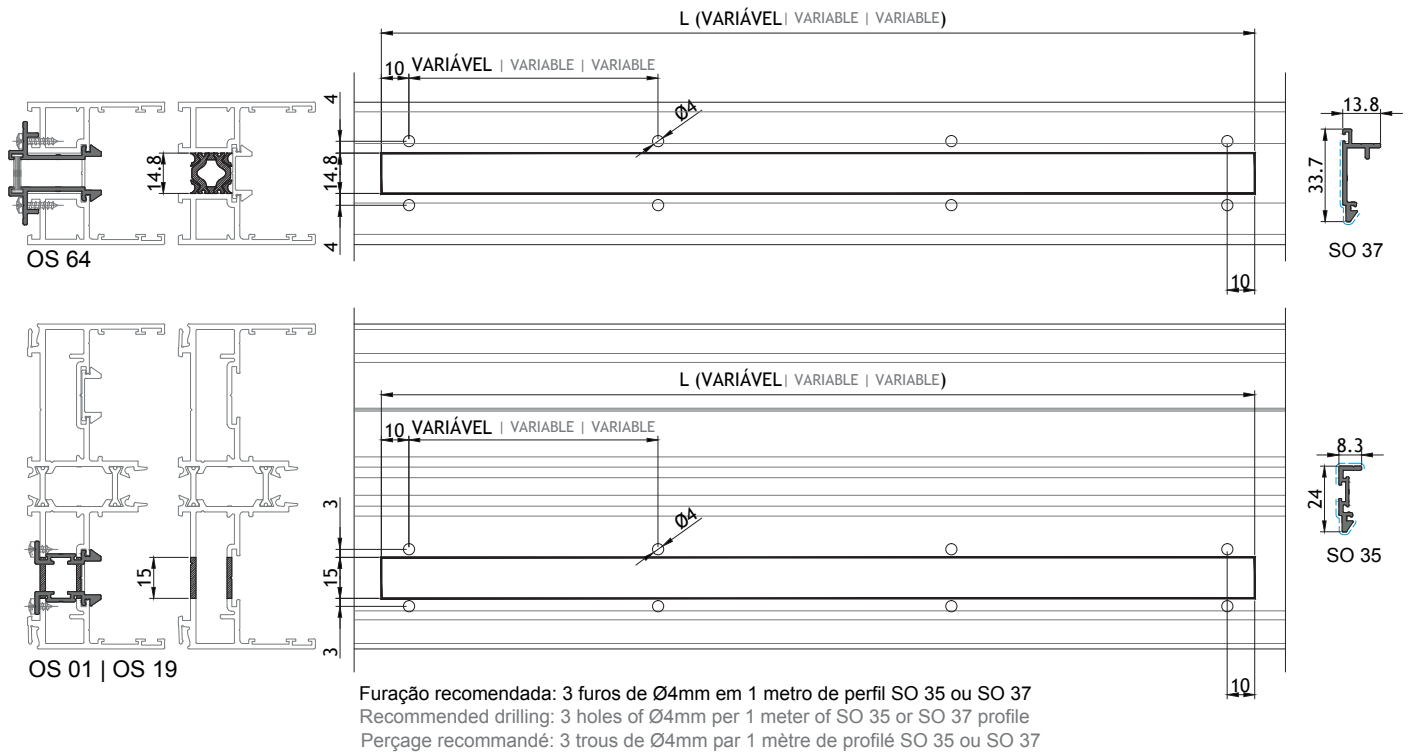 L (VARIÁVEL| VARIABLE | VARIABLE)
10 VARIÁVEL | VARIABLE | VARIABLE
4
Ø4
13.8
14.8
14.8
33.7
4
OS 64
SO 37
10
L (VARIÁVEL| VARIABLE | VARIABLE)
10 VARIÁVEL | VARIABLE | VARIABLE
8.3
3
Ø4
24
15
15
SO 35
3
OS 01 | OS 19
10
Furação recomendada: 3 furos de Ø4mm em 1 metro de perfil SO 35 ou SO 37
Recommended drilling: 3 holes of Ø4mm per 1 meter of SO 35 or SO 37 profile
Perçage recommandé: 3 trous de Ø4mm par 1 mètre de profilé SO 35 ou SO 37